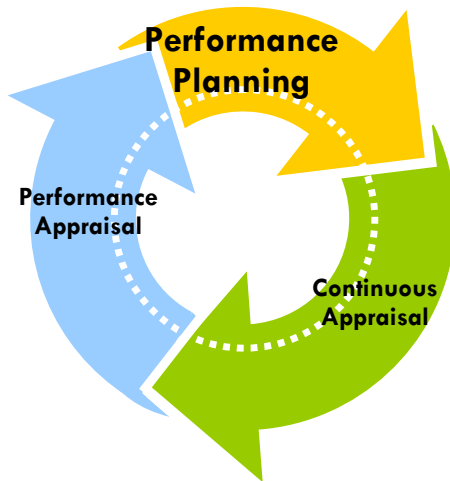 Performance
Planning
Performance
Appraisal
Continuous
Appraisal